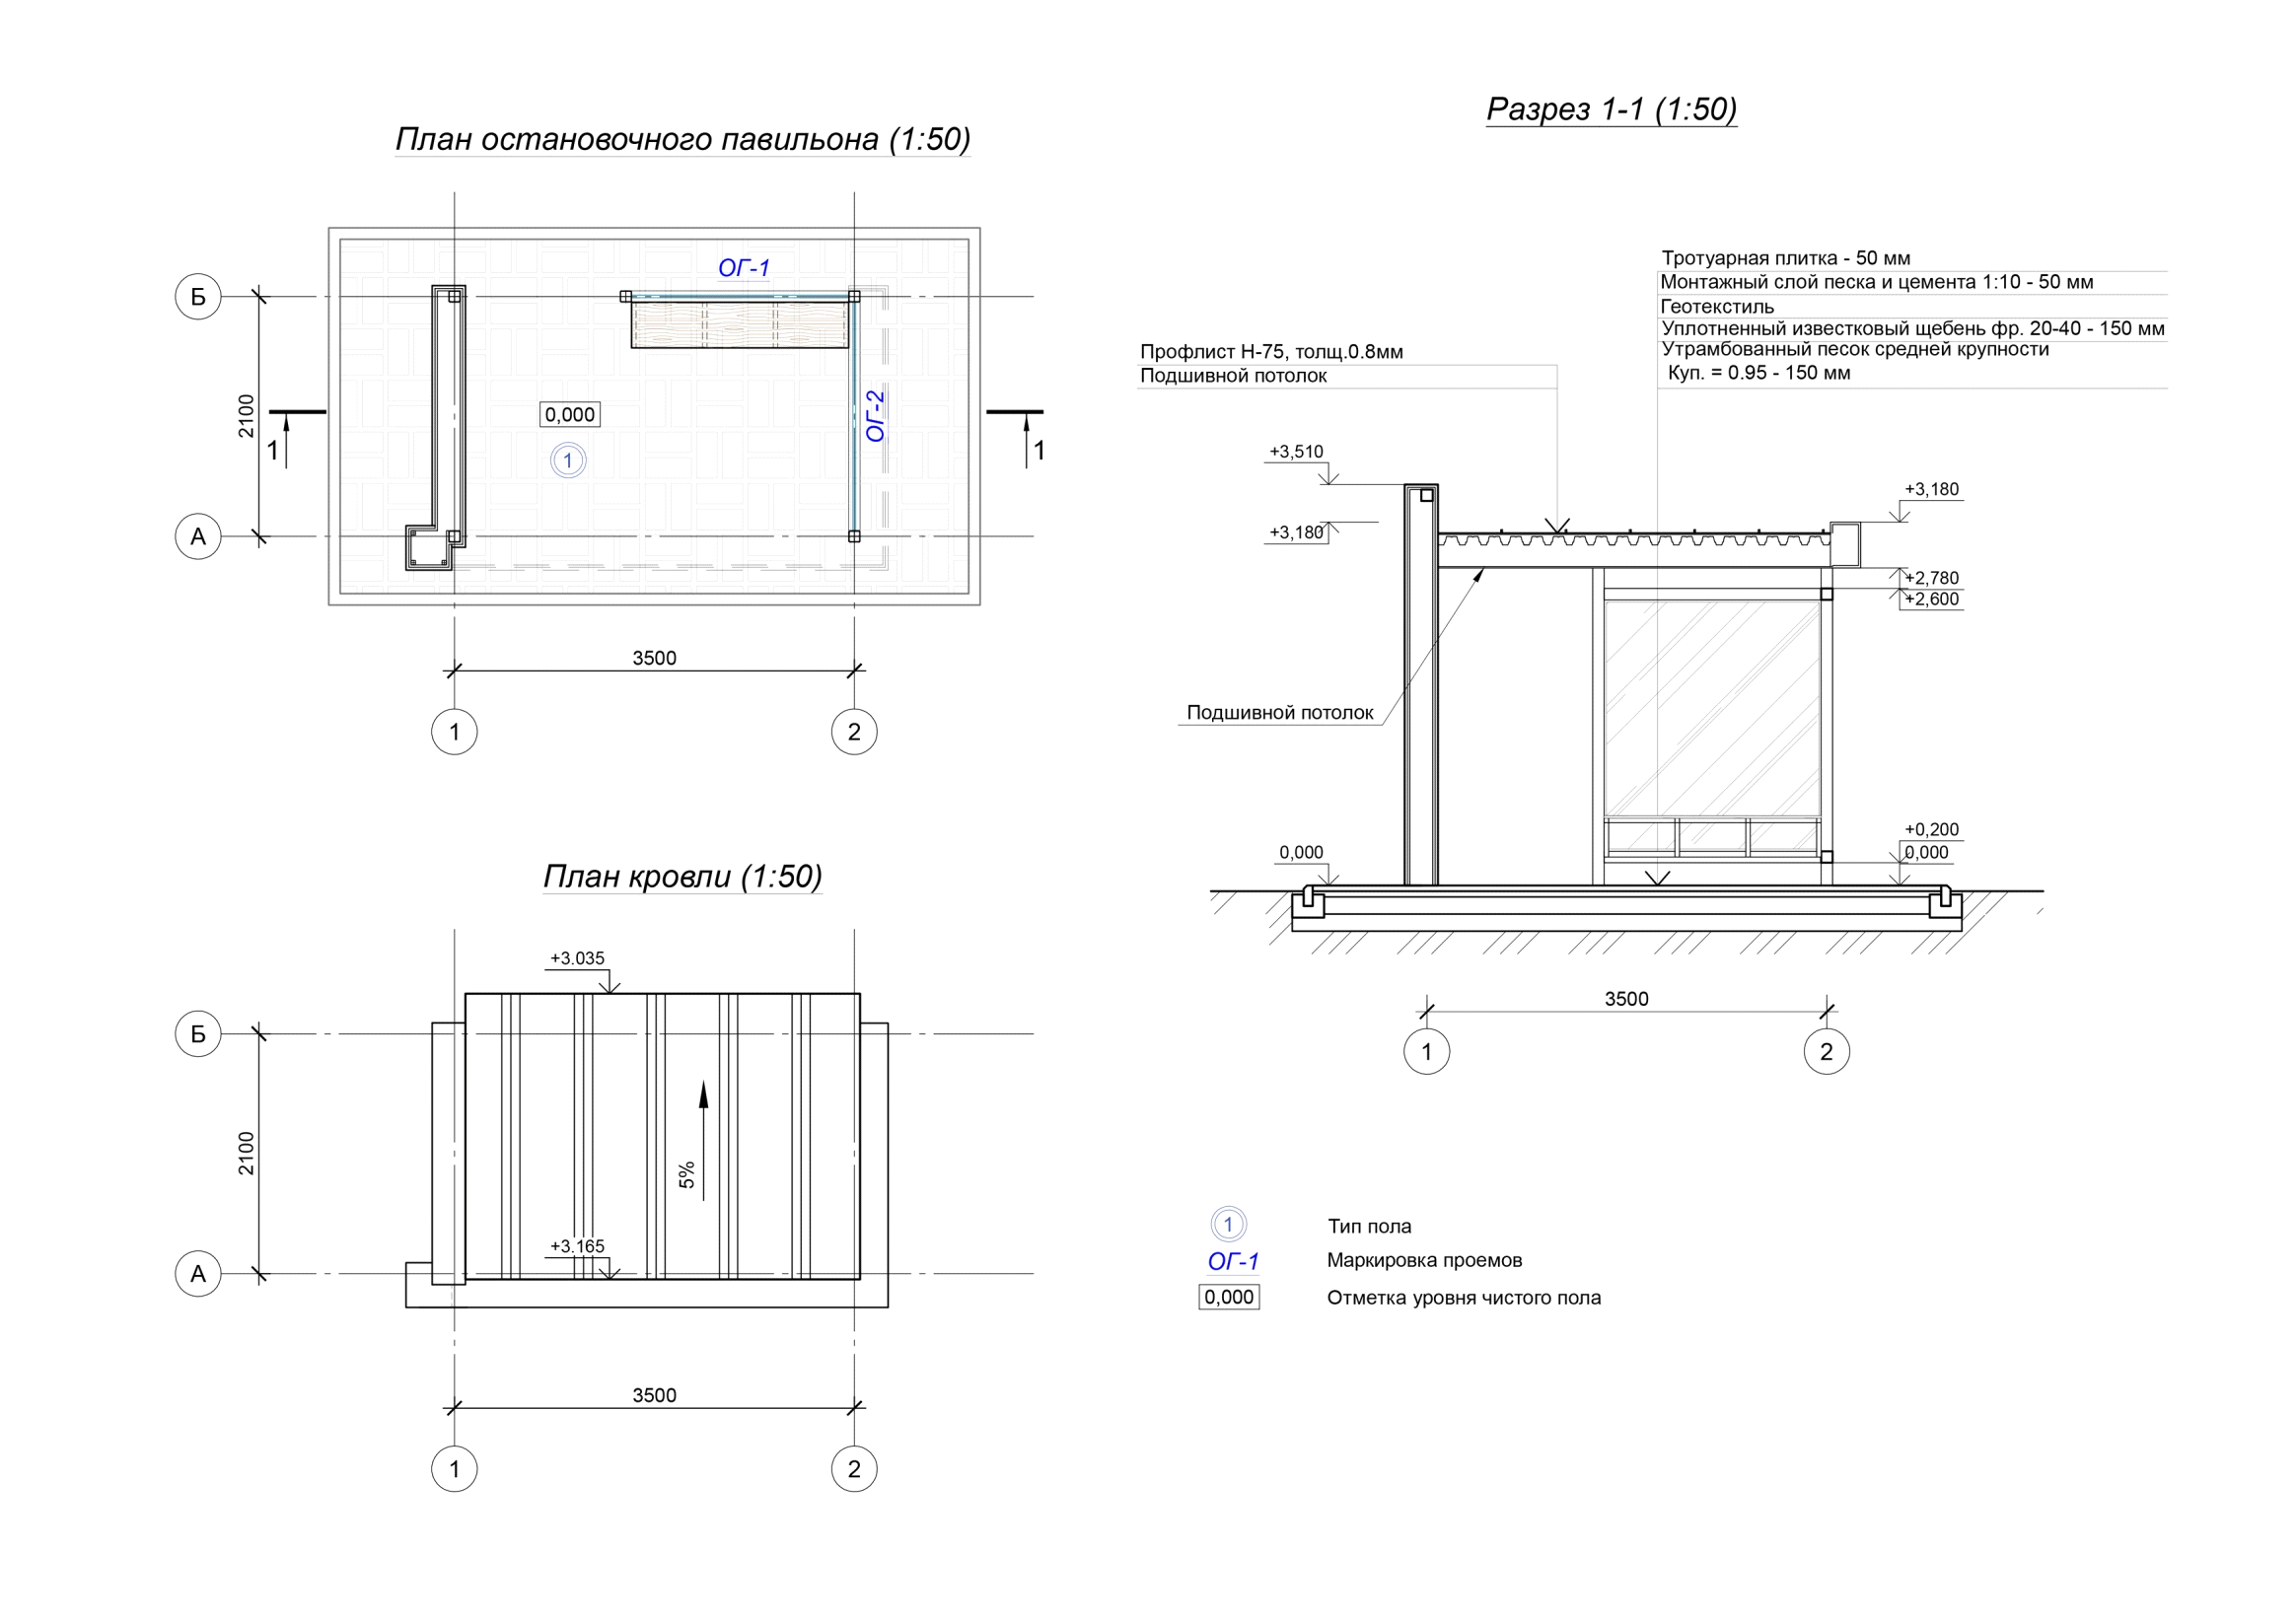 План остановочного павильона (1:50)
Б
А
2100
1
1
ОГ-1
ОГ-2
0,000
1
3500
1
2
План кровли (1:50)
+3.035
Б
А
2100
5%
+3.165
3500
1
2
Разрез 1-1 (1:50)
Тротуарная плитка - 50 мм
Монтажный слой песка и цемента 1:10 - 50 мм
Геотекстиль
Уплотненный известковый щебень фр. 20-40 - 150 мм
Утрамбованный песок средней крупности
Куп. = 0.95 - 150 мм
Профлист Н-75, толщ.0.8мм
Подшивной потолок
+3,510
+3,180
+3,180
+2,780
+2,600
Подшивной потолок
+0,200
0,000
0,000
3500
1
2
1 Тип пола
ОГ-1 Маркировка проемов
0,000 Отметка уровня чистого пола